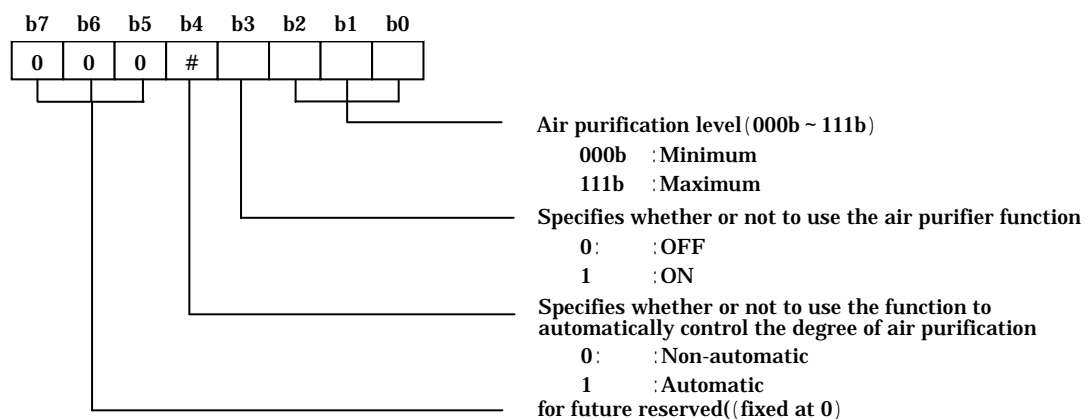 b7 b6 b5 b4 b3 b2 b1 b0
0 0 0 #
Air purification level(000b ~ 111b)
000b :Minimum
111b :Maximum
Specifies whether or not to use the air purifier function
0: :OFF
1 :ON
Specifies whether or not to use the function to
automatically control the degree of air purification
0: :Non-automatic
1 :Automatic
for future reserved((fixed at 0)